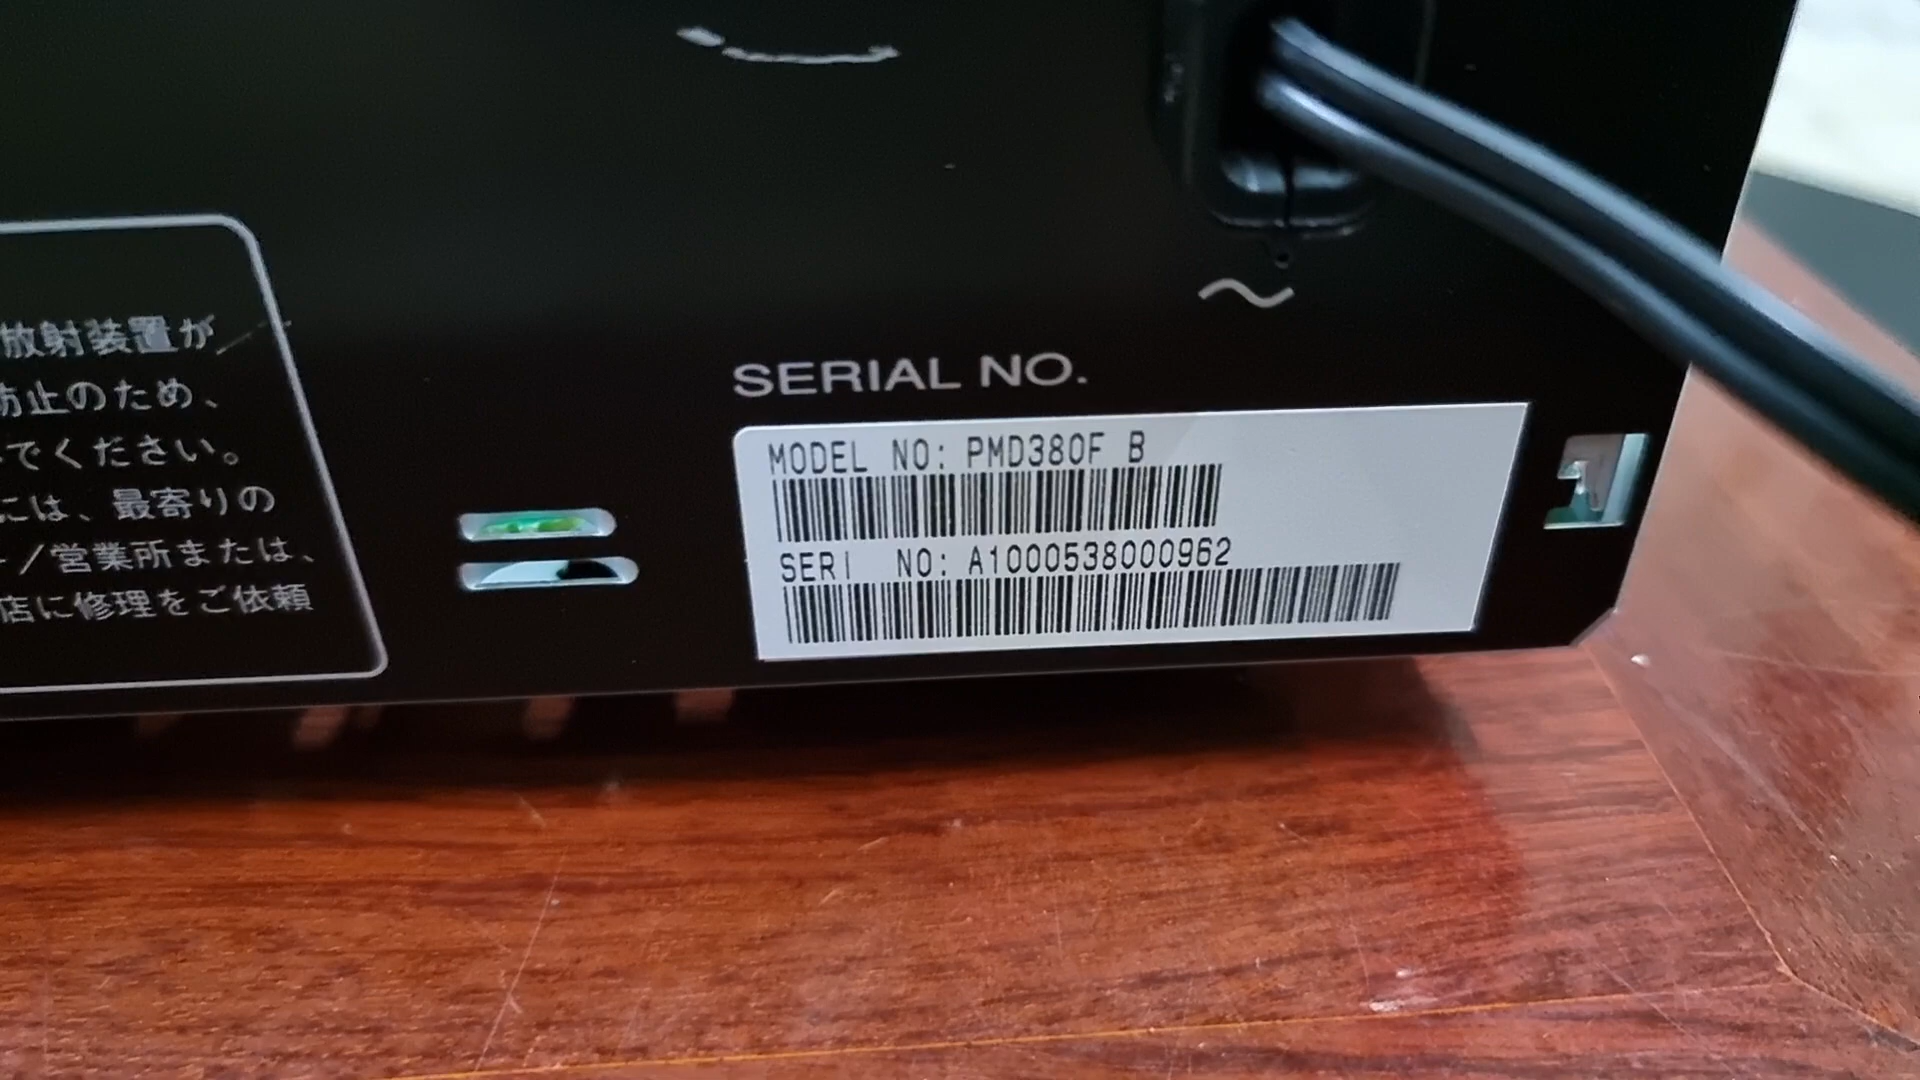 放射装置が
防止のため、
でください。
には、最寄りの
/営業所または、
店に修理をご依頼
~
SERIAL NO.
MODEL NO: PMD380F B
SERI NO: A1000538000962